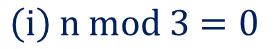 (i) n mod 3 = 0